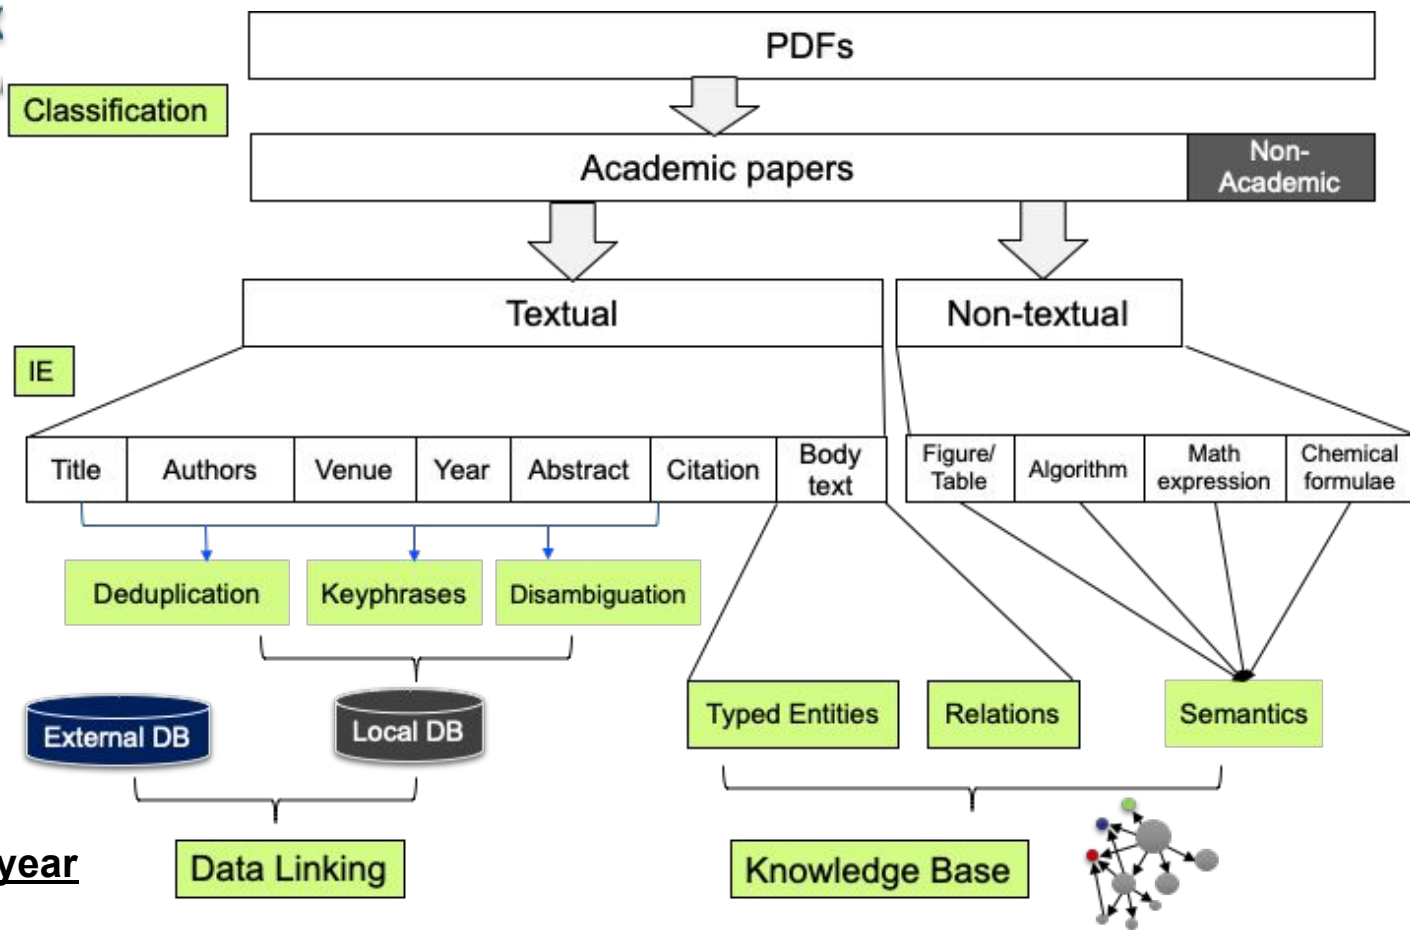 PDFs
Classification
Academic papers
Non-
Academic
Textual
Non-textual
IE
Title
Authors
Venue
Year
Abstract
Citation
Body
text
Figure/
Table
Algorithm
Math
expression
Chemical
formulae
Deduplication
Keyphrases
Disambiguation
External DB
Local DB
Typed Entities
Relations
Semantics
year
Data Linking
Knowledge Base